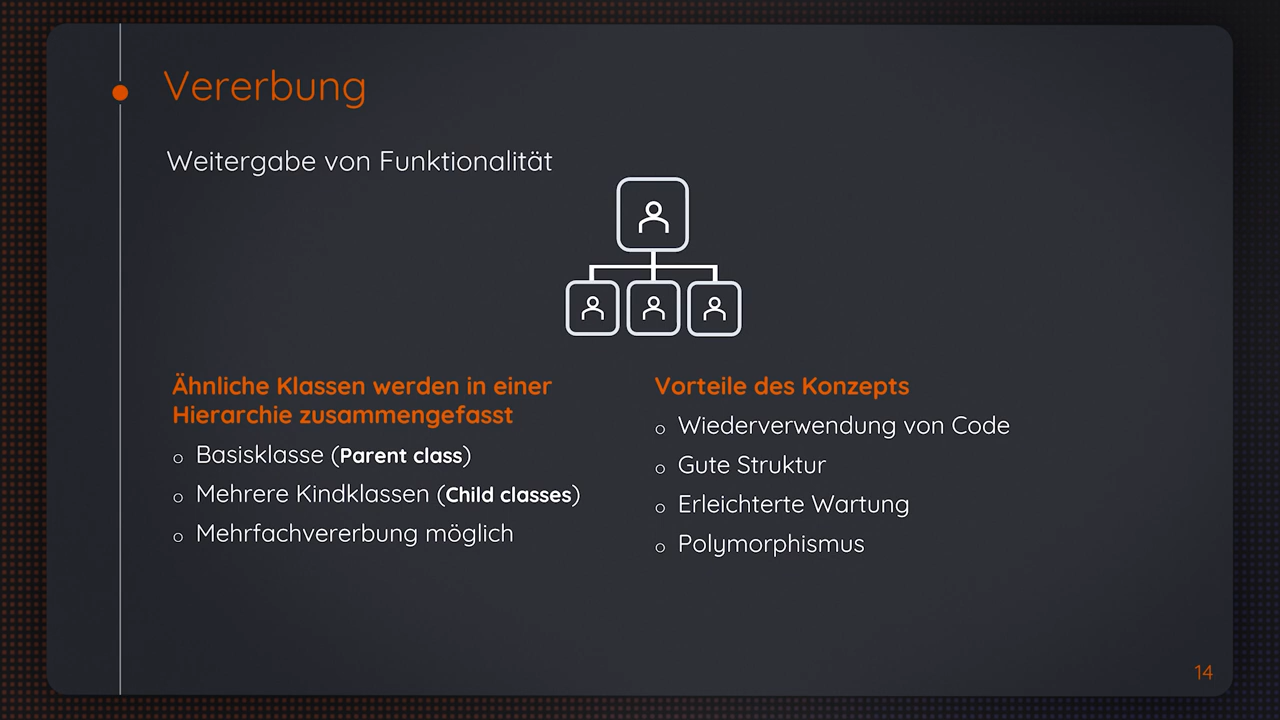 Vererbung
Weitergabe von Funktionalität
Ähnliche Klassen werden in einer
Hierarchie zusammengefasst
o Basisklasse (Parent class)
o Mehrere Kindklassen (Child classes)
o Mehrfachvererbung möglich
Vorteile des Konzepts
o Wiederverwendung von Code
o Gute Struktur
o Erleichterte Wartung
o Polymorphismus
14